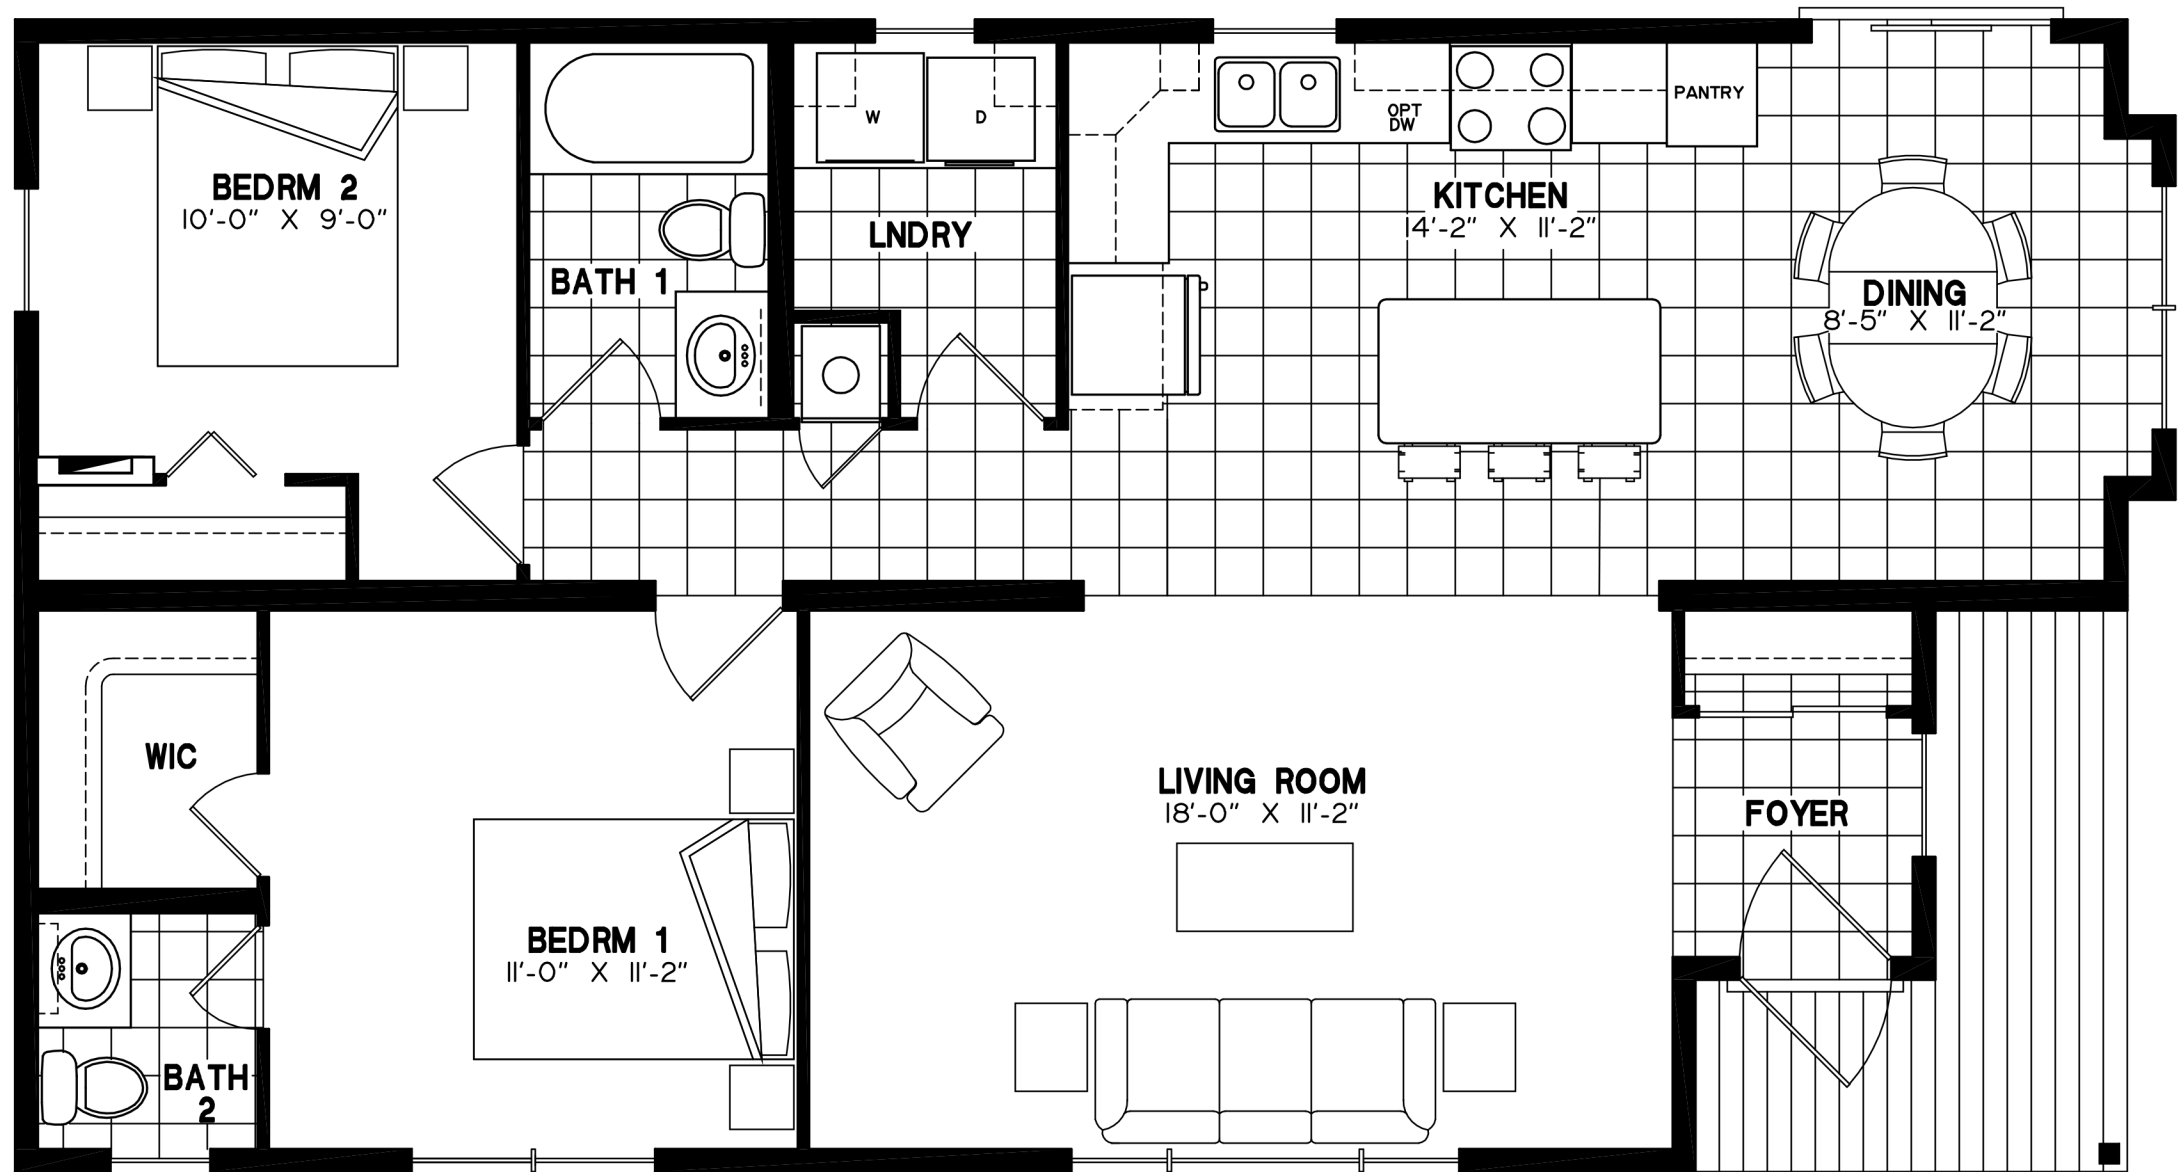 BEDRM 2
10'-0" X 9'-0"
BATH 1
W
D
LNDRY
OPT
DW
PANTRY
KITCHEN
14'-2" X 11'-2"
DINING
8'-5" X 11'-2"
WIC
BATH
2
BEDRM 1
11'-0" X 11'-2"
LIVING ROOM
18'-0" X 11'-2"
FOYER